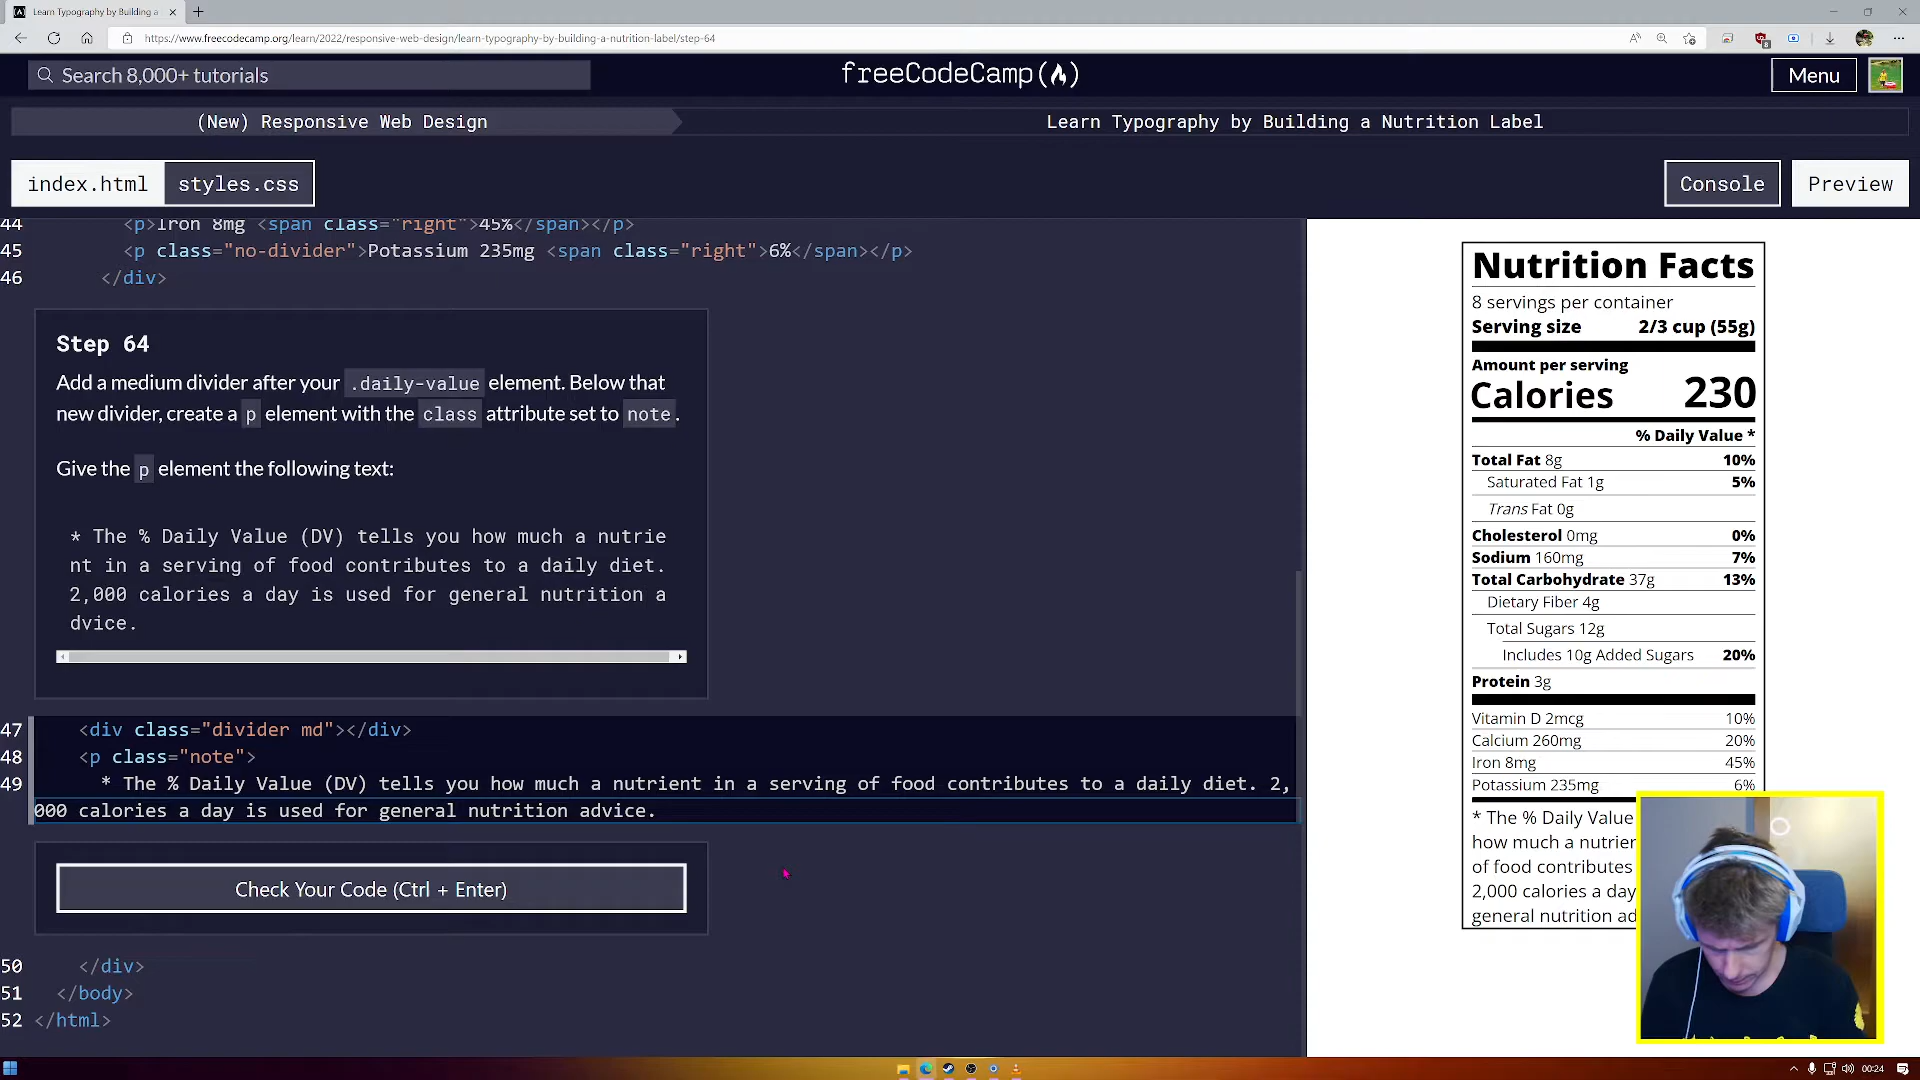 Learn Typography by Building a
https://www.freecodecamp.org/learn/2022/responsive-web-design/learn-typography-by-building-a-nutrition-label/step-64
Search 8,000+ tutorials
freeCodeCamp
Menu
(New) Responsive Web Design
Learn Typography by Building a Nutrition Label
index.html
styles.css
Console
Preview
44 <p>Iron 8mg <span class="right">45%</span></p>
45 <p class="no-divider">Potassium 235mg <span class="right">6%</span></p>
46 </div>
Step 64
Add a medium divider after your .daily-value element. Below that
new divider, create a p element with the class attribute set to note.
Give the p element the following text:
* The % Daily Value (DV) tells you how much a nutrie
nt in a serving of food contributes to a daily diet.
2,000 calories a day is used for general nutrition a
dvice.
47 <div class="divider md"></div>
48 <p class="note">
49 * The % Daily Value (DV) tells you how much a nutrient in a serving of food contributes to a daily diet. 2,
000 calories a day is used for general nutrition advice.
Check Your Code (Ctrl + Enter)
50 </div>
51 </body>
52 </html>
Nutrition Facts
8 servings per container
Serving size 2/3 cup (55g)
Amount per serving
Calories 230
% Daily Value *
Total Fat 8g 10%
Saturated Fat 1g 5%
Trans Fat 0g
Cholesterol 0mg 0%
Sodium 160mg 7%
Total Carbohydrate 37g 13%
Dietary Fiber 4g
Total Sugars 12g
Includes 10g Added Sugars 20%
Protein 3g
Vitamin D 2mcg 10%
Calcium 260mg 20%
Iron 8mg 45%
Potassium 235mg 6%
* The % Daily Value
how much a nutrier
of food contributes
2,000 calories a day
general nutrition ad
00:24